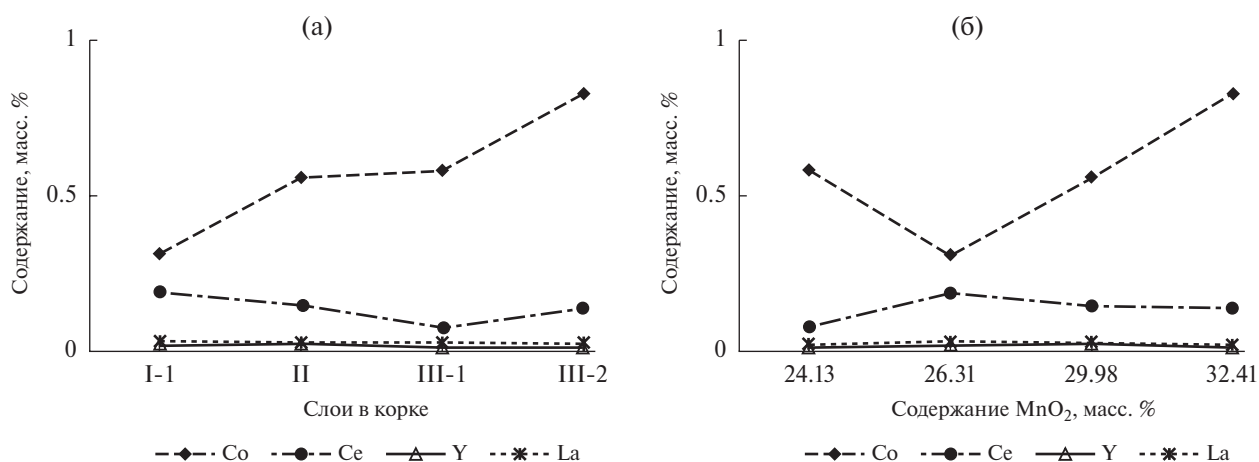 (а)
1
0.5
0
Содержание, масс. %
I-1 II III-1 III-2
Слои в корке
Co Ce Y La
(б)
1
0.5
0
Содержание, масс. %
24.13 26.31 29.98 32.41
Содержание MnO₂, масс. %
Co Ce Y La